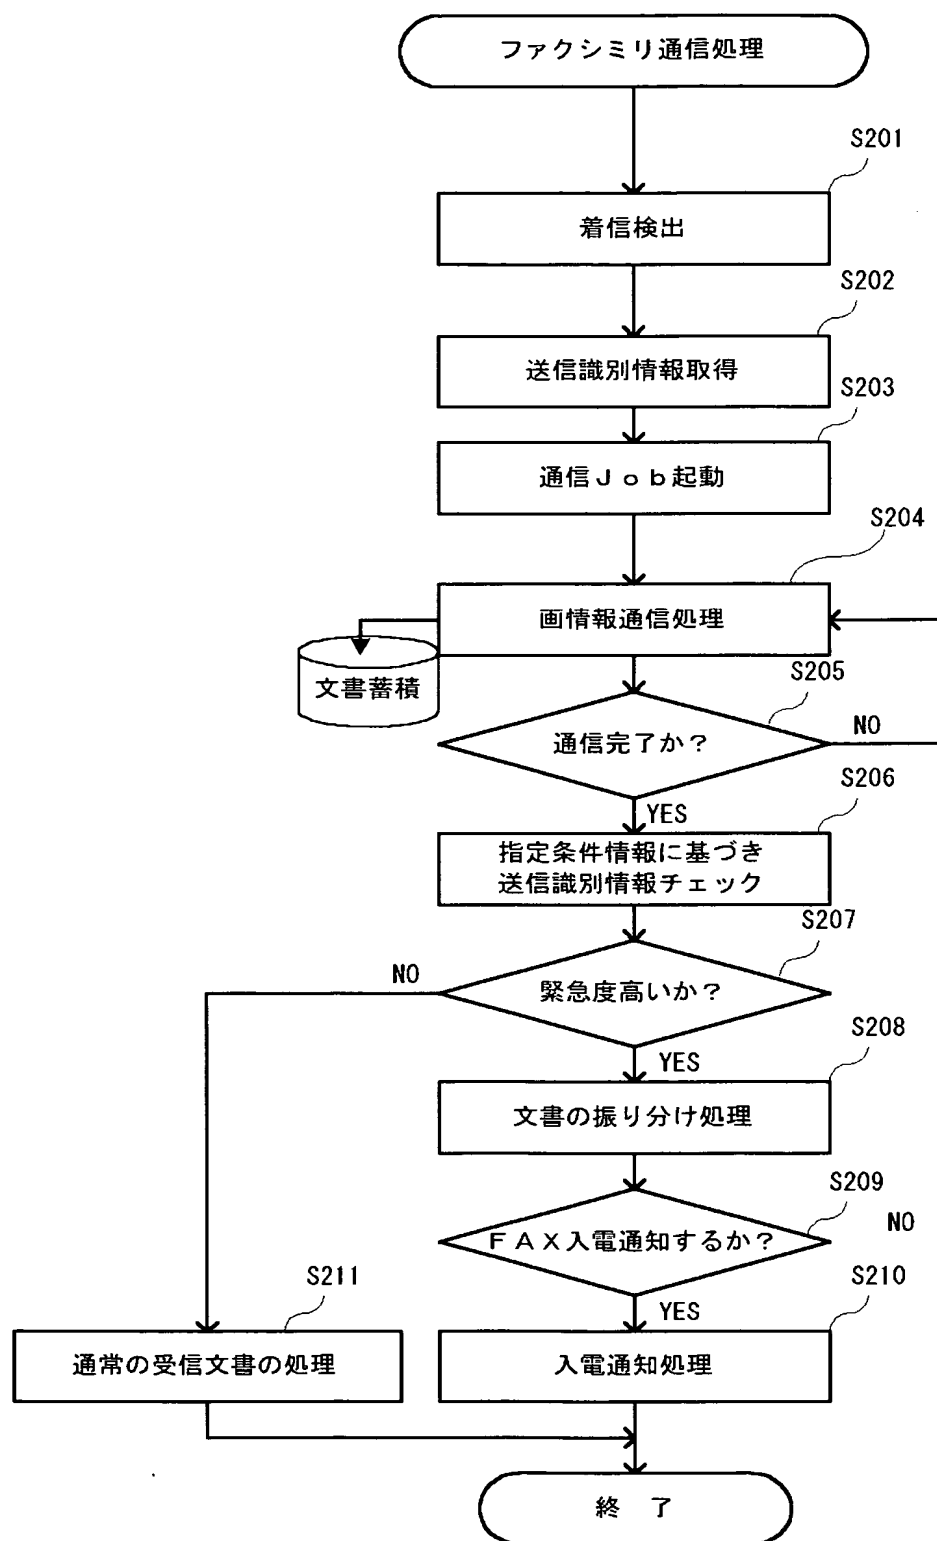 ファクシミリ通信処理
S201
着信検出
S202
送信識別情報取得
S203
通信Ｊｏｂ起動
S204
画情報通信処理
文書蓄積
S205
通信完了か？
NO
YES
S206
指定条件情報に基づき
送信識別情報チェック
S207
緊急度高いか？
NO
YES
S208
文書の振り分け処理
S209
ＦＡＸ入電通知するか？
NO
YES
S210
入電通知処理
S211
通常の受信文書の処理
終 了